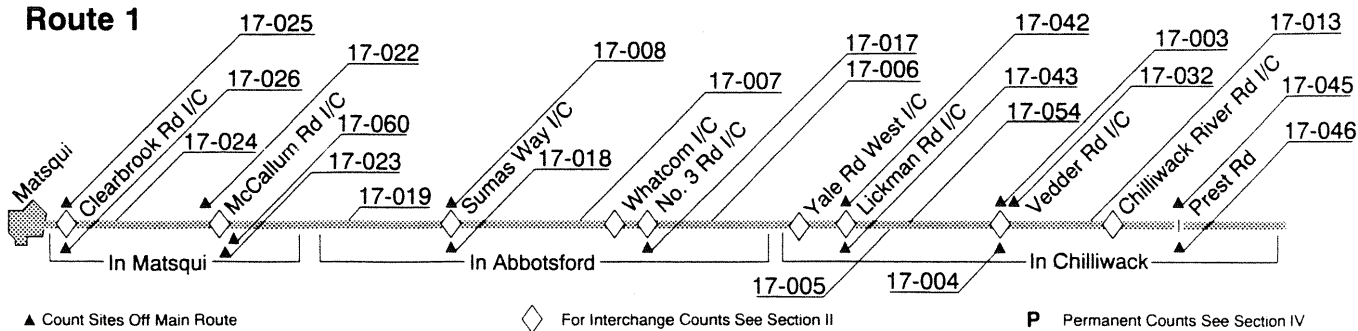 Route 1
17-025
17-026
17-024
17-022
17-060
17-023
17-019
17-008
17-018
17-007
17-017
17-006
17-042
17-043
17-054
17-003
17-032
17-013
17-045
17-046
Matsqui
Clearbrook Rd I/C
McCallum Rd I/C
Sumas Way I/C
Whatcom I/C
No. 3 Rd I/C
Yale Rd West I/C
Lickman Rd I/C
Vedder Rd I/C
Chilliwack River Rd I/C
Prest Rd
In Matsqui
In Abbotsford
In Chilliwack
17-005
17-004
Count Sites Off Main Route
For Interchange Counts See Section II
P Permanent Counts See Section IV